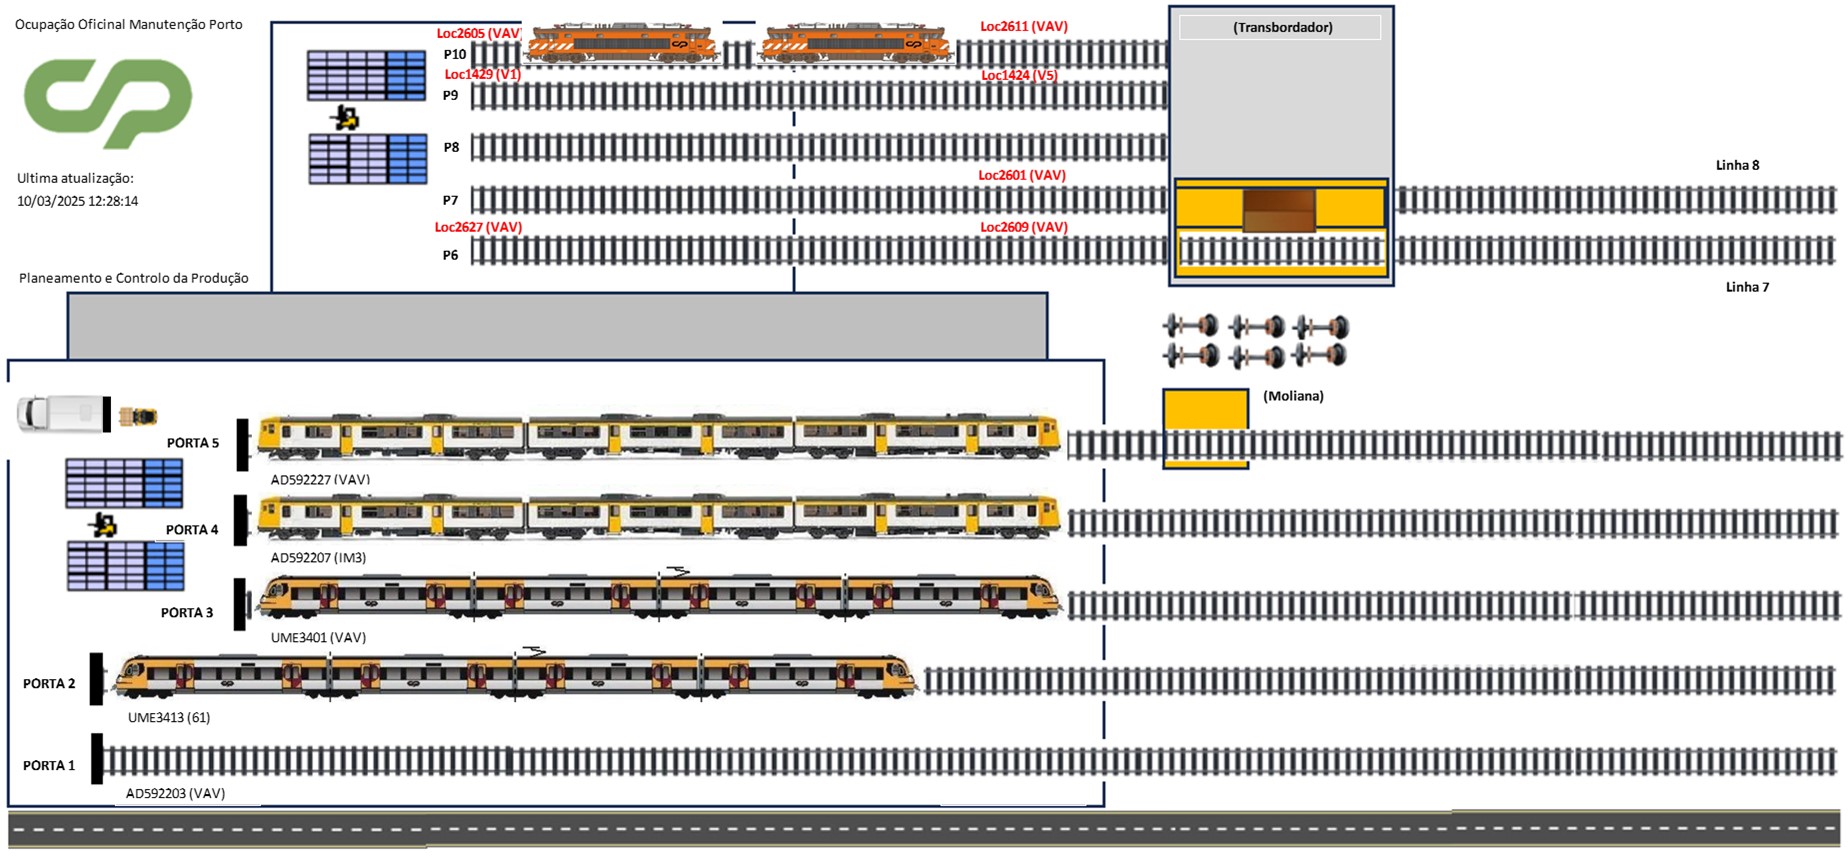 Ocupação Oficinal Manutenção Porto
Ultima atualização:
10/03/2025 12:28:14
Planeamento e Controlo da Produção
Loc2605 (VAV)
Loc2611 (VAV)
P10
Loc1429 (V1)
Loc1424 (V5)
P9
P8
Loc2601 (VAV)
P7
Loc2627 (VAV)
Loc2609 (VAV)
P6
(Transbordador)
Linha 8
Linha 7
(Moliana)
PORTA 5
AD592227 (VAV)
PORTA 4
AD592207 (IM3)
PORTA 3
UME3401 (VAV)
PORTA 2
UME3413 (61)
PORTA 1
AD592203 (VAV)